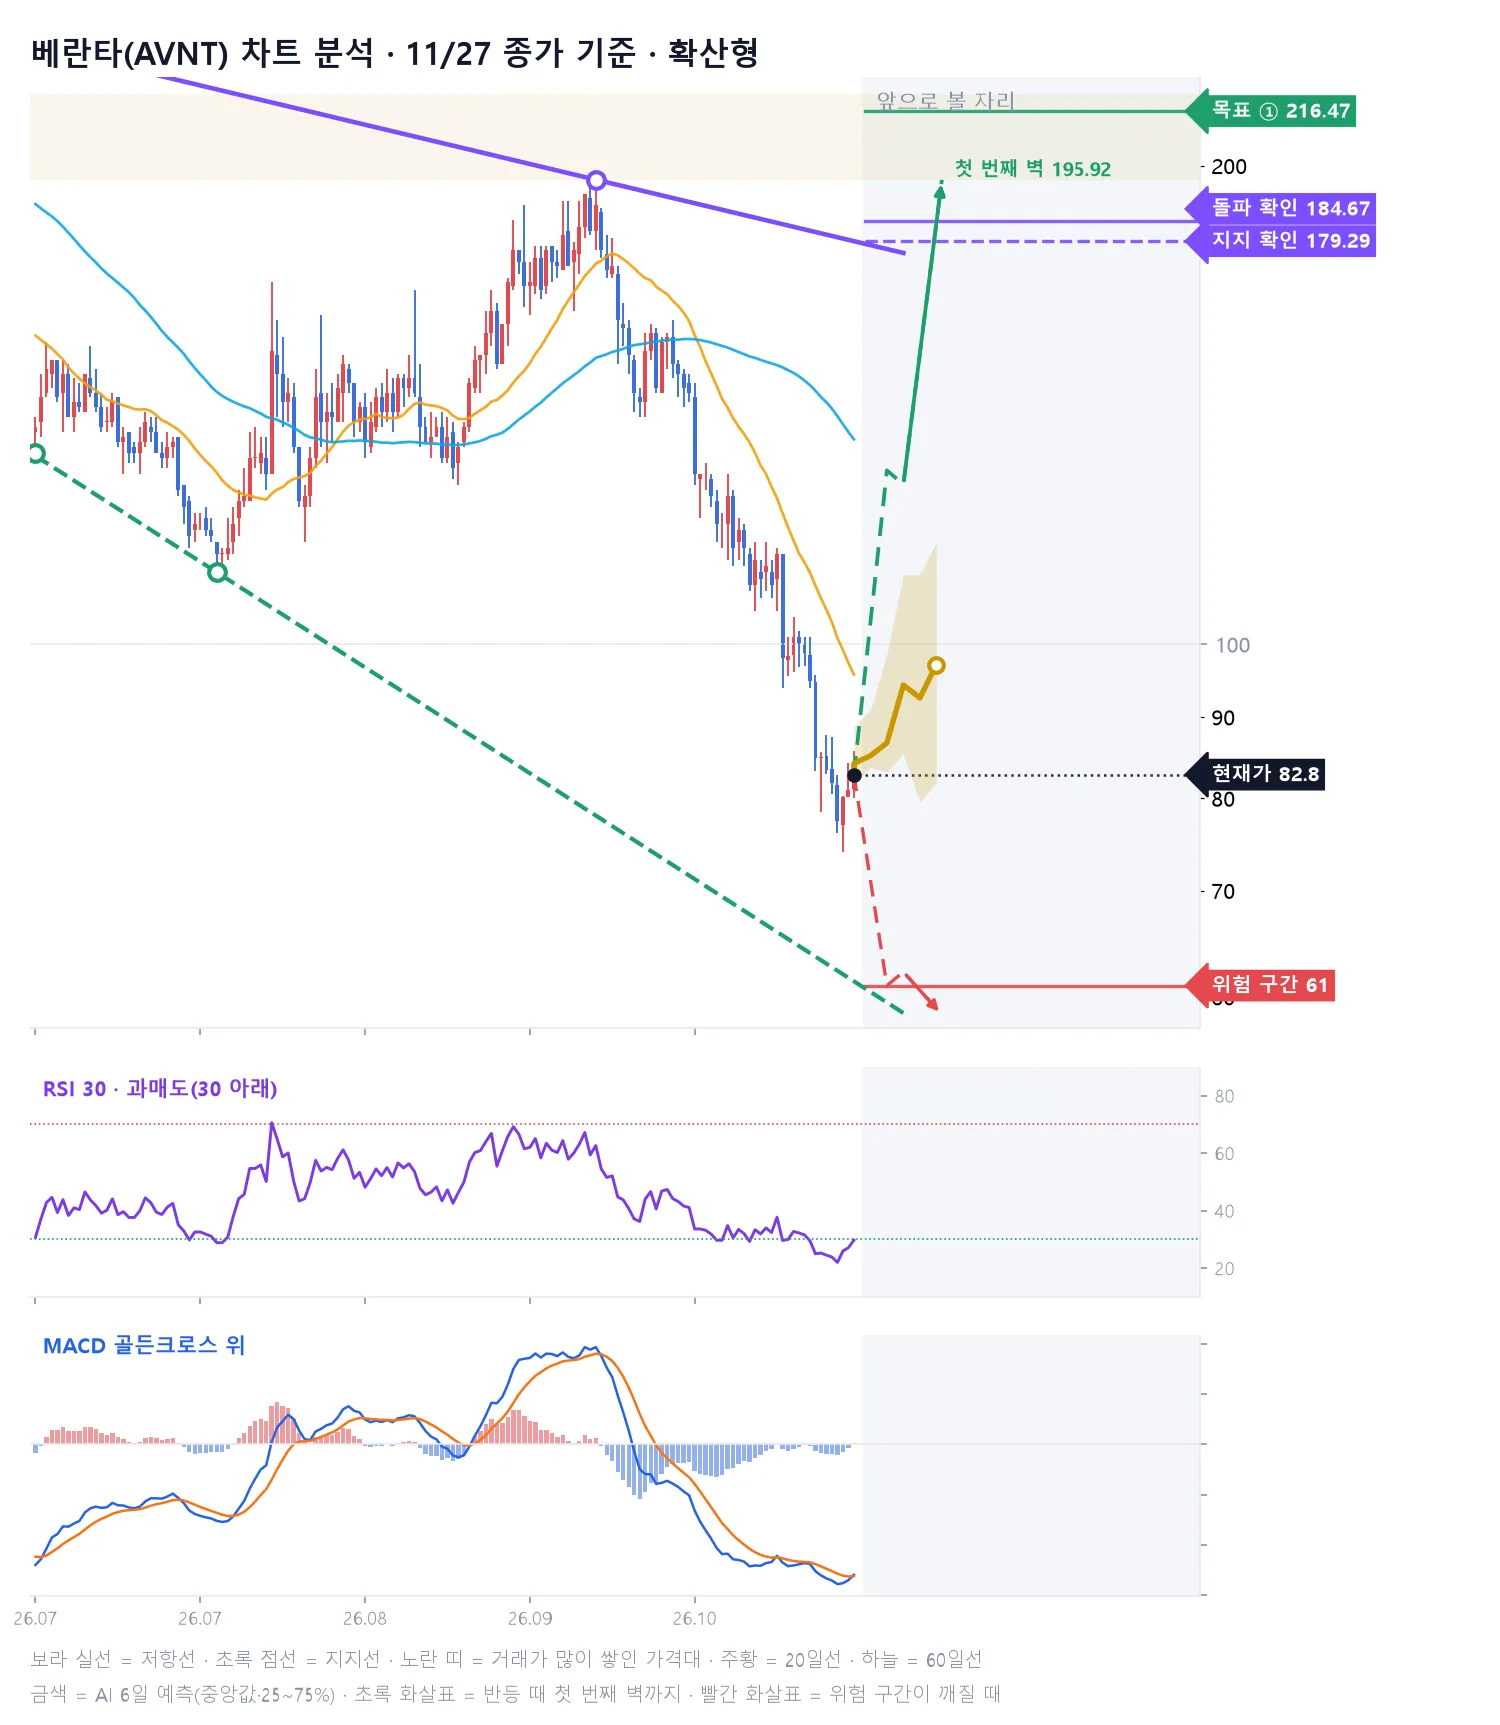 베란타(AVNT) 차트 분석 · 11/27 종가 기준 · 확산형
앞으로 볼 자리
목표 ① 216.47
첫 번째 벽 195.92
200
돌파 확인 184.67
지지 확인 179.29
100
90
현재가 82.8
80
70
위험 구간 61
RSI 30 · 과매도(30 아래)
80
60
40
20
MACD 골든크로스 위
26.07 26.07 26.08 26.09 26.10
보라 실선 = 저항선 · 초록 점선 = 지지선 · 노란 띠 = 거래가 많이 쌓인 가격대 · 주황 = 20일선 · 하늘 = 60일선
금색 = AI 6일 예측(중앙값·25~75%) · 초록 화살표 = 반등 때 첫 번째 벽까지 · 빨간 화살표 = 위험 구간이 깨질 때